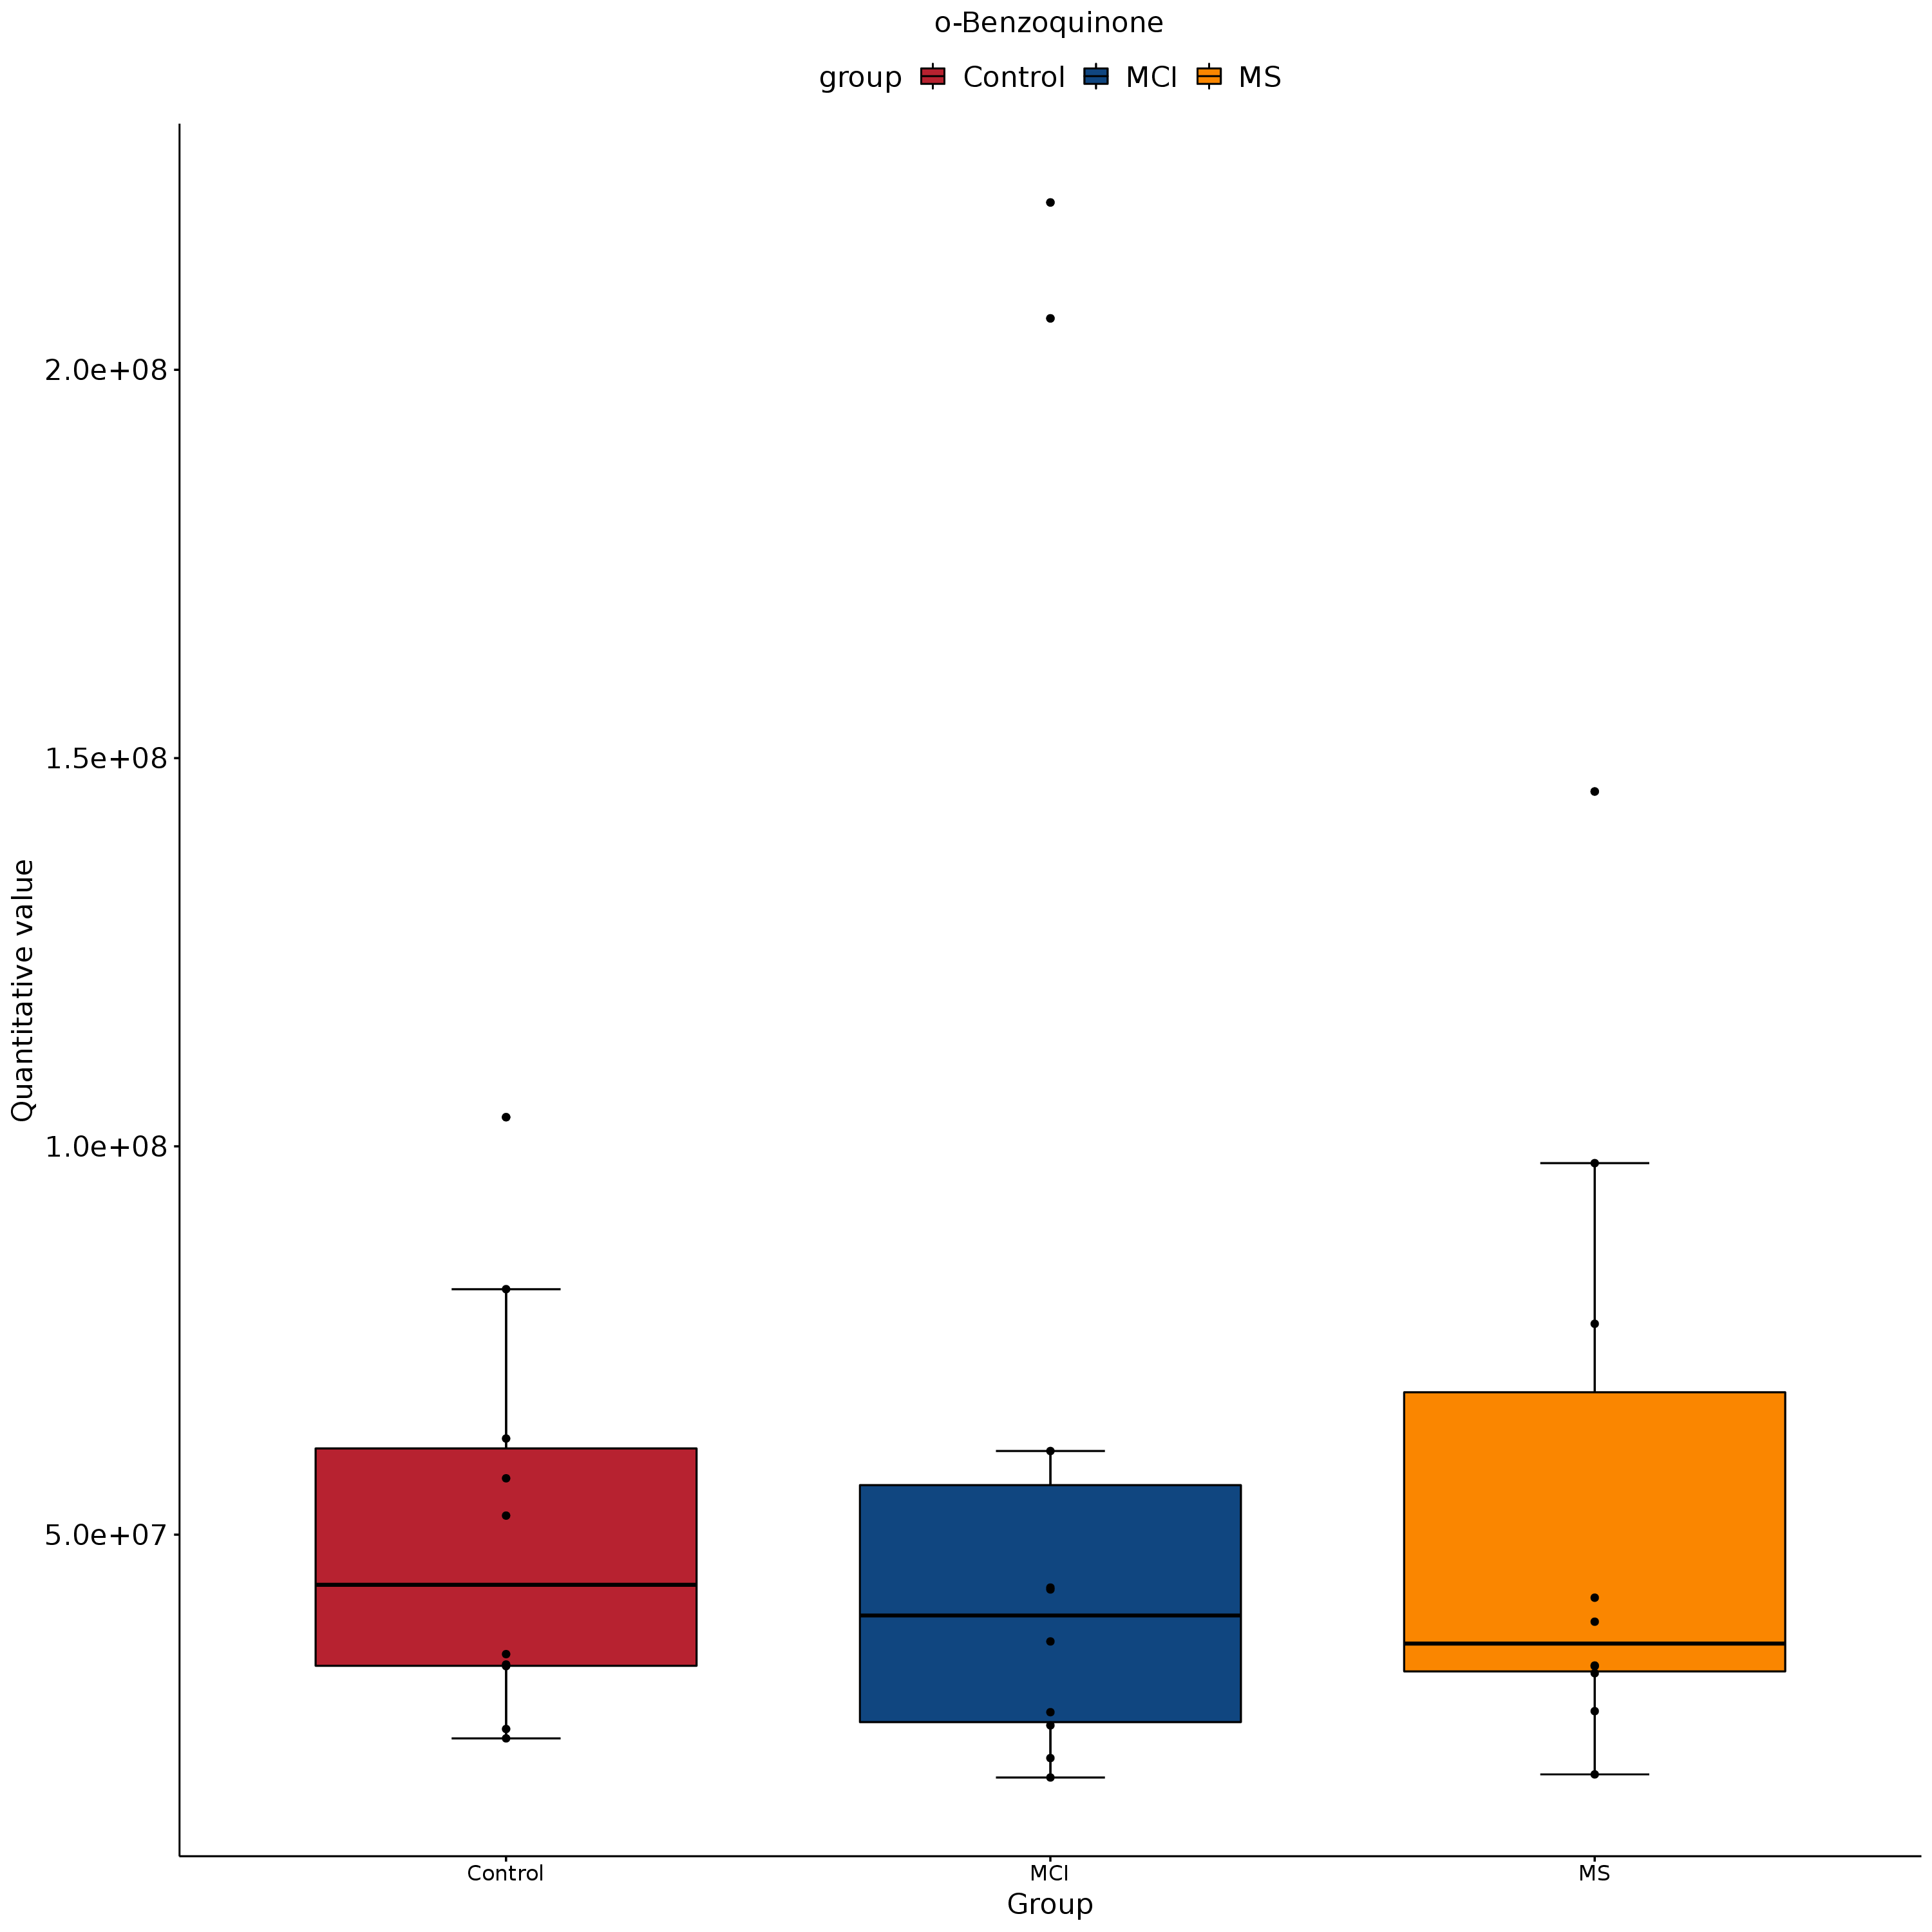 o-Benzoquinone
group Control MCI MS
2.0e+08
1.5e+08
1.0e+08
5.0e+07
Quantitative value
Control MCI MS
Group